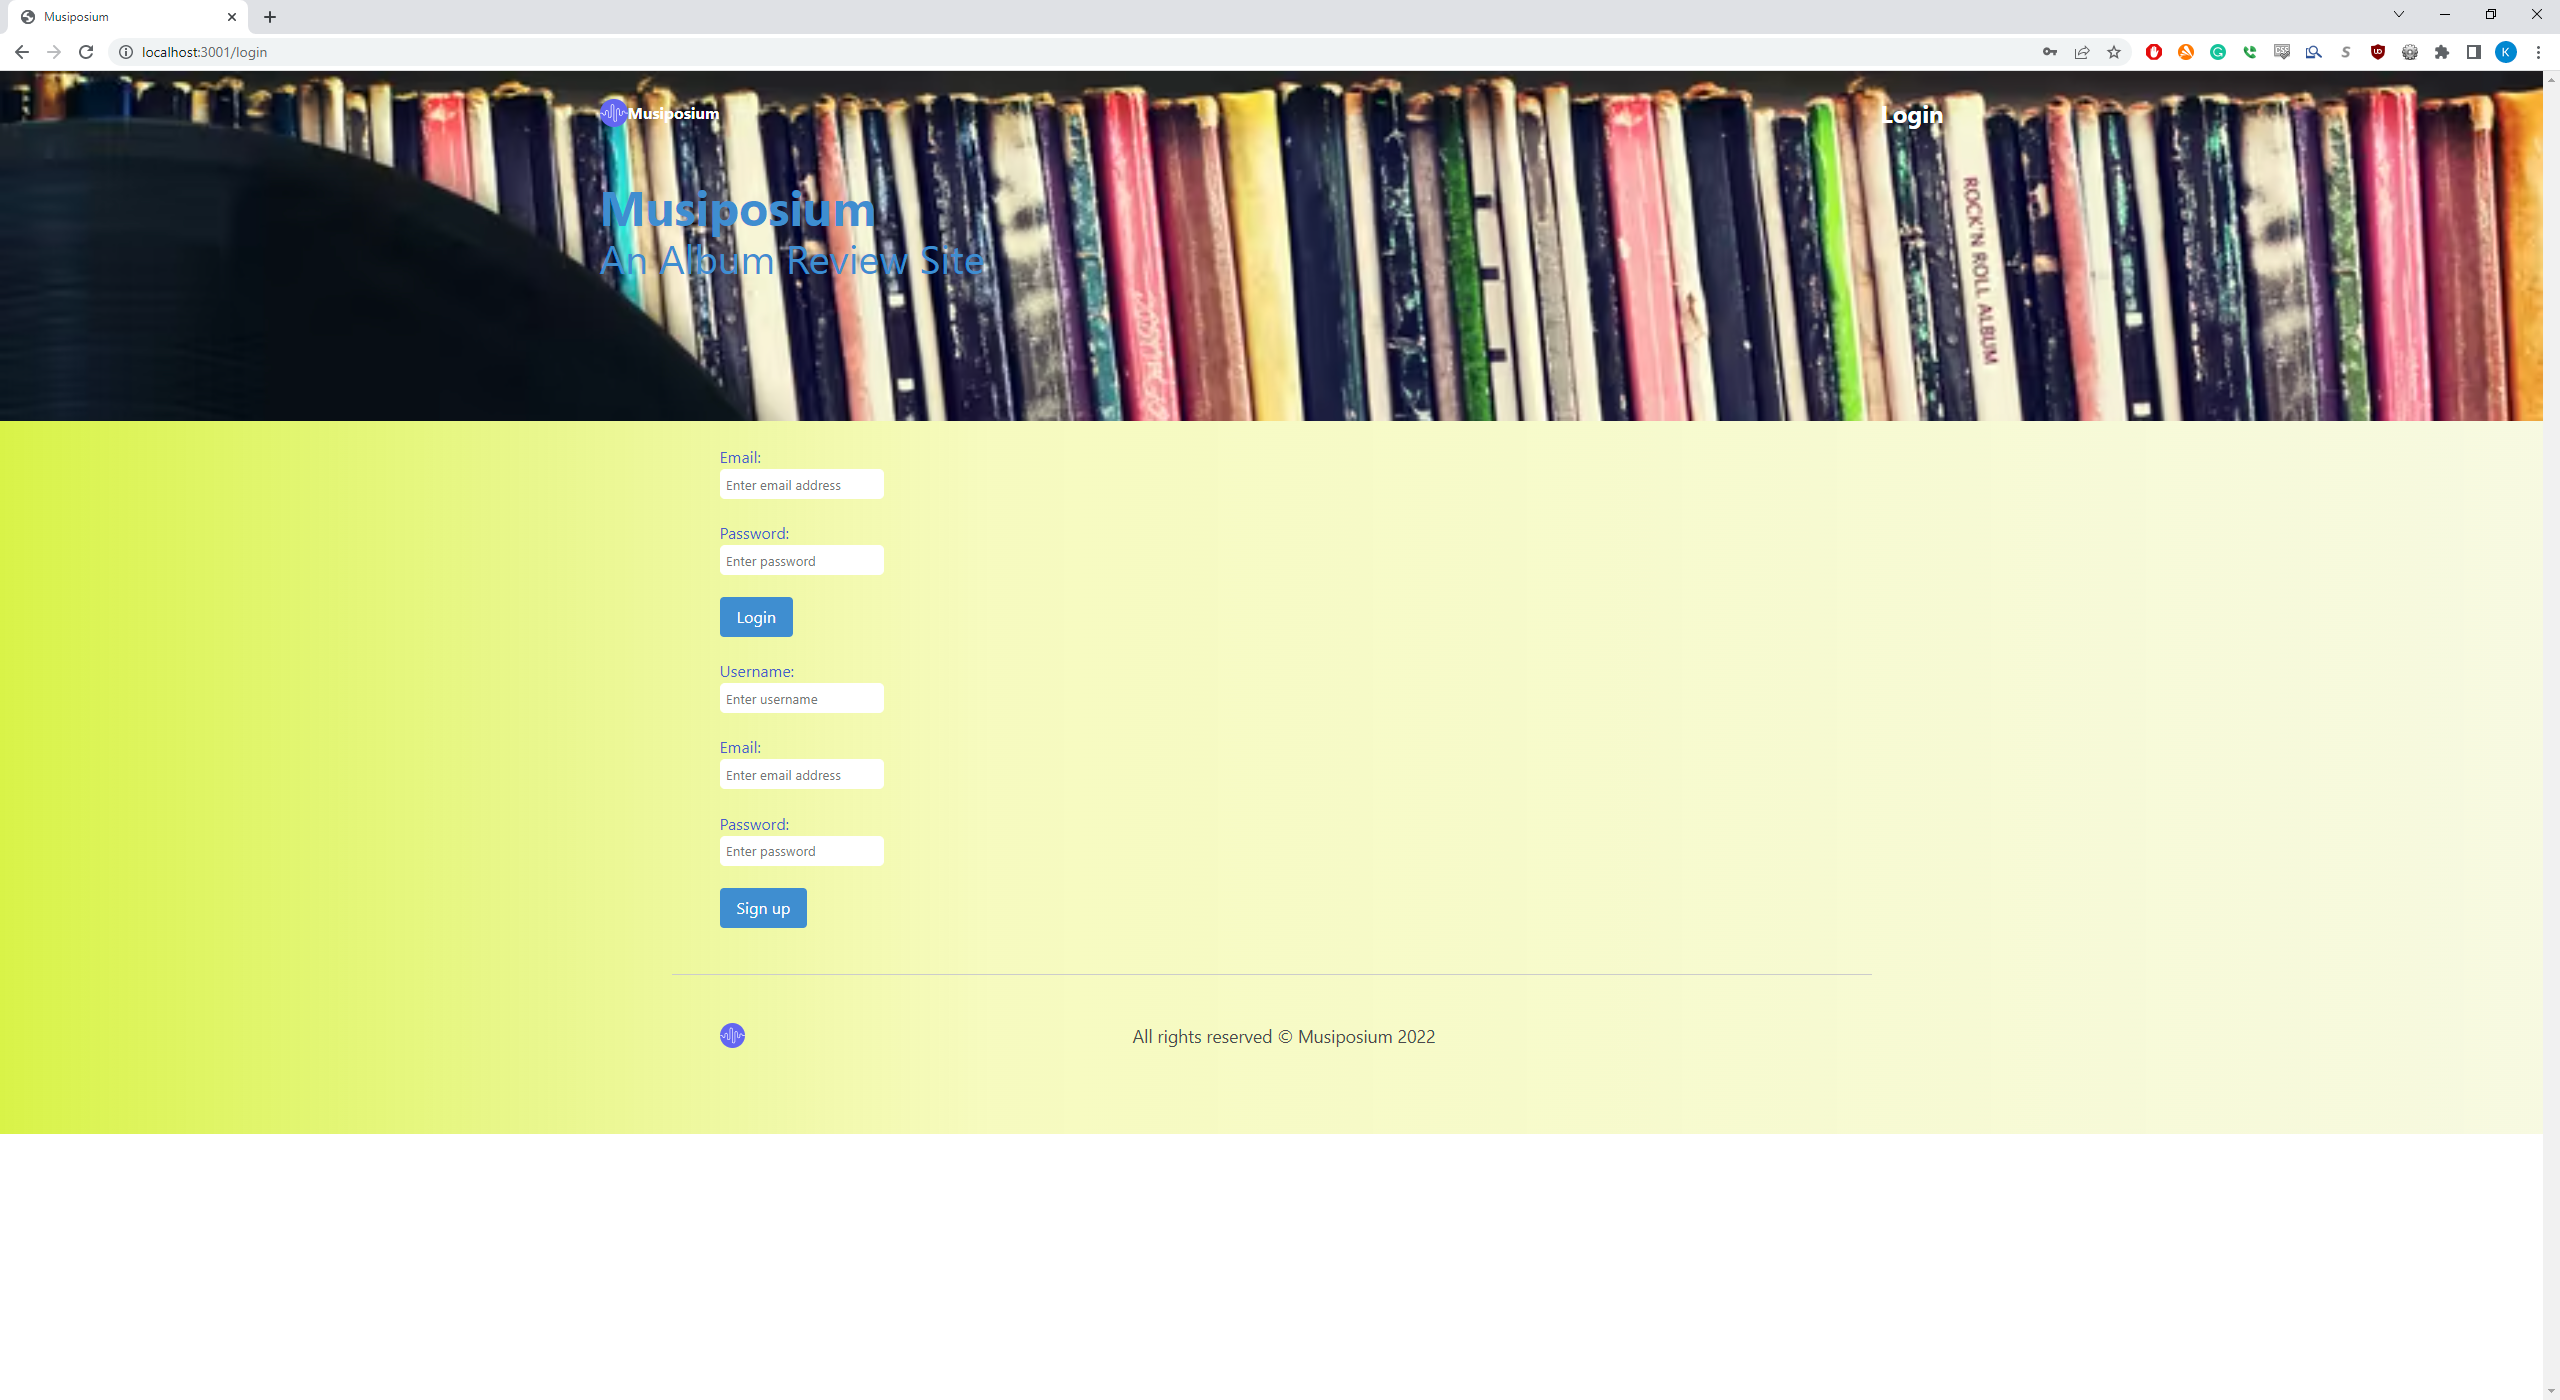 Musiposium
localhost:3001/login
K
Musiposium
Login
Musiposium
An Album Review Site
ROCK'N ROLL ALBUM
Email:
Enter email address
Password:
Enter password
Login
Username:
Enter username
Email:
Enter email address
Password:
Enter password
Sign up
All rights reserved © Musiposium 2022